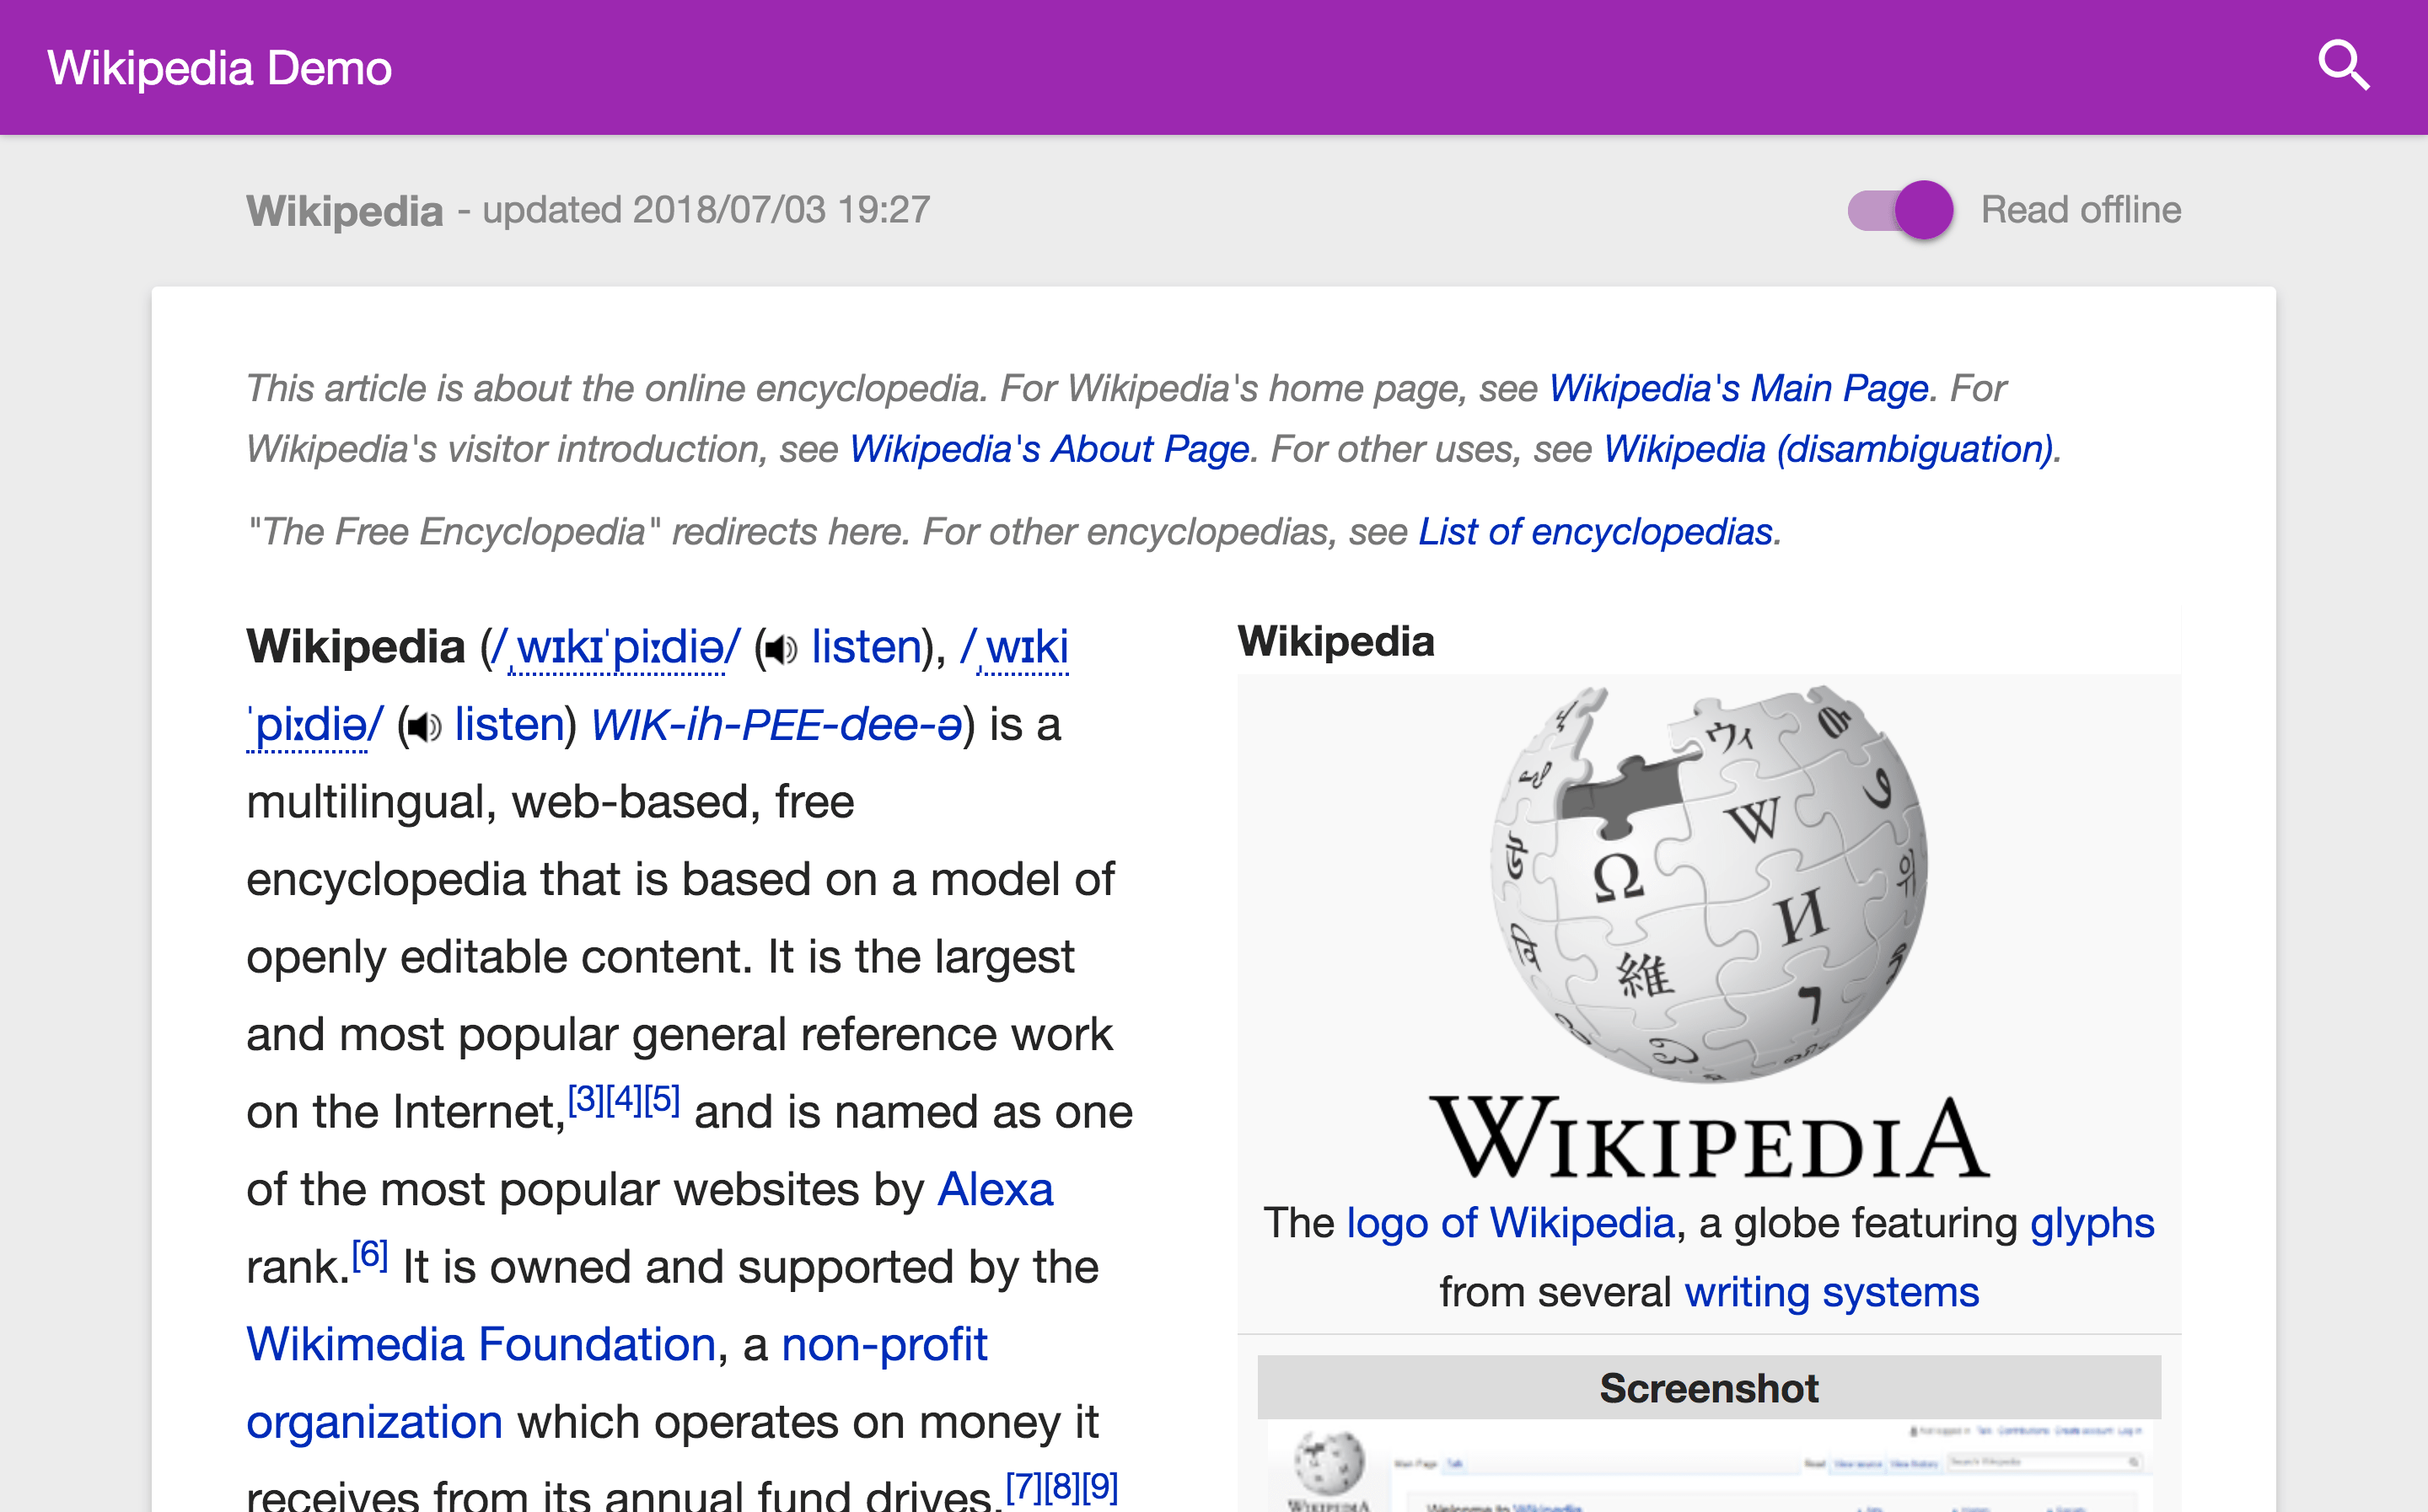 Wikipedia Demo
Wikipedia - updated 2018/07/03 19:27
Read offline
This article is about the online encyclopedia. For Wikipedia's home page, see Wikipedia's Main Page. For
Wikipedia's visitor introduction, see Wikipedia's About Page. For other uses, see Wikipedia (disambiguation).
"The Free Encyclopedia" redirects here. For other encyclopedias, see List of encyclopedias.
Wikipedia (/ˌwɪkɪˈpiːdiə/ (listen), /ˌwɪki
ˈpiːdiə/ (listen) WIK-ih-PEE-dee-ə) is a
multilingual, web-based, free
encyclopedia that is based on a model of
openly editable content. It is the largest
and most popular general reference work
on the Internet,[3][4][5] and is named as one
of the most popular websites by Alexa
rank.[6] It is owned and supported by the
Wikimedia Foundation, a non-profit
organization which operates on money it
receives from its annual fund drives.[7][8][9]
Wikipedia
Ω W И 維
WIKIPEDIA
The logo of Wikipedia, a globe featuring glyphs
from several writing systems
Screenshot
WIKIPEDIA
Welcome to Wikipedia